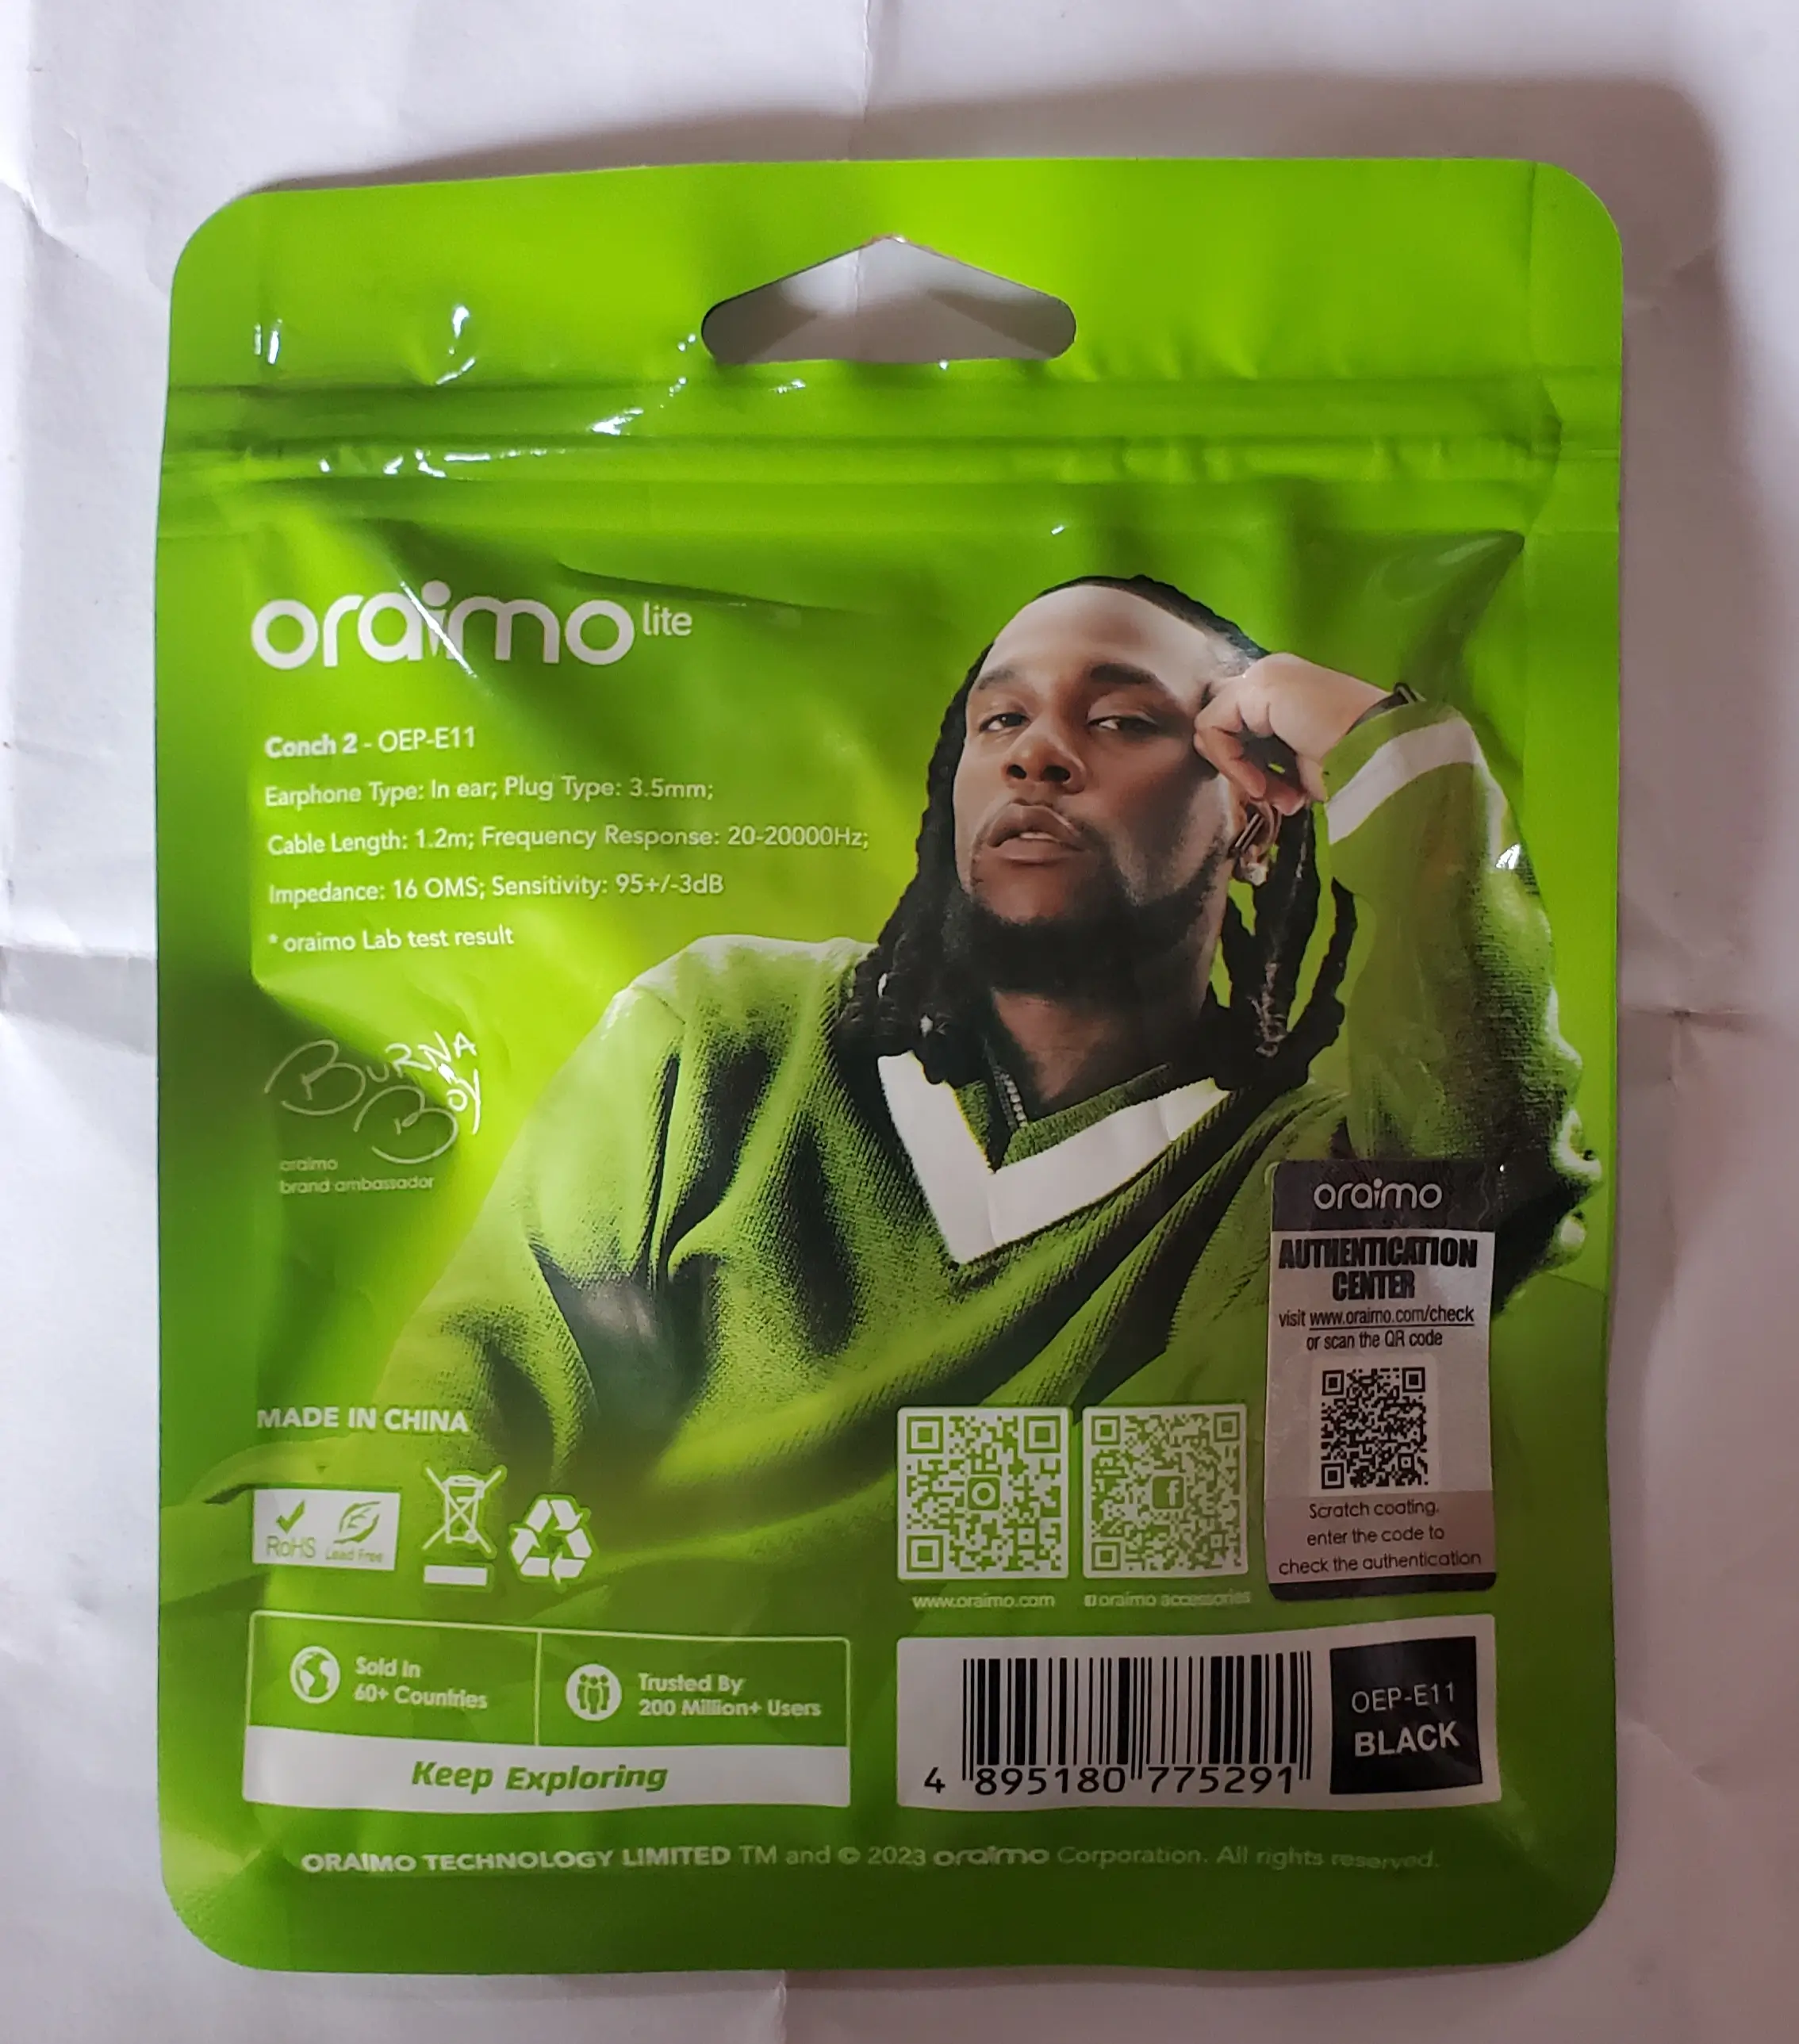 oraimo lite
Conch 2 - OEP-E11
Earphone Type: In ear; Plug Type: 3.5mm;
Cable Length: 1.2m; Frequency Response: 20-20000Hz;
Impedance: 16 OMS; Sensitivity: 95+/-3dB
* oraimo Lab test result
BURNA
BOY
oraimo
brand ambassador
oraimo
AUTHENTICATION
CENTER
visit www.oraimo.com/check
or scan the QR code
Scratch coating,
enter the code to
check the authentication
MADE IN CHINA
RoHS Lead Free
www.oraimo.com
f oraimo accessories
Sold In
60+ Countries
Trusted By
200 Million+ Users
Keep Exploring
4 895180 775291
OEP-E11
BLACK
ORAIMO TECHNOLOGY LIMITED TM and © 2023 oraimo Corporation. All rights reserved.